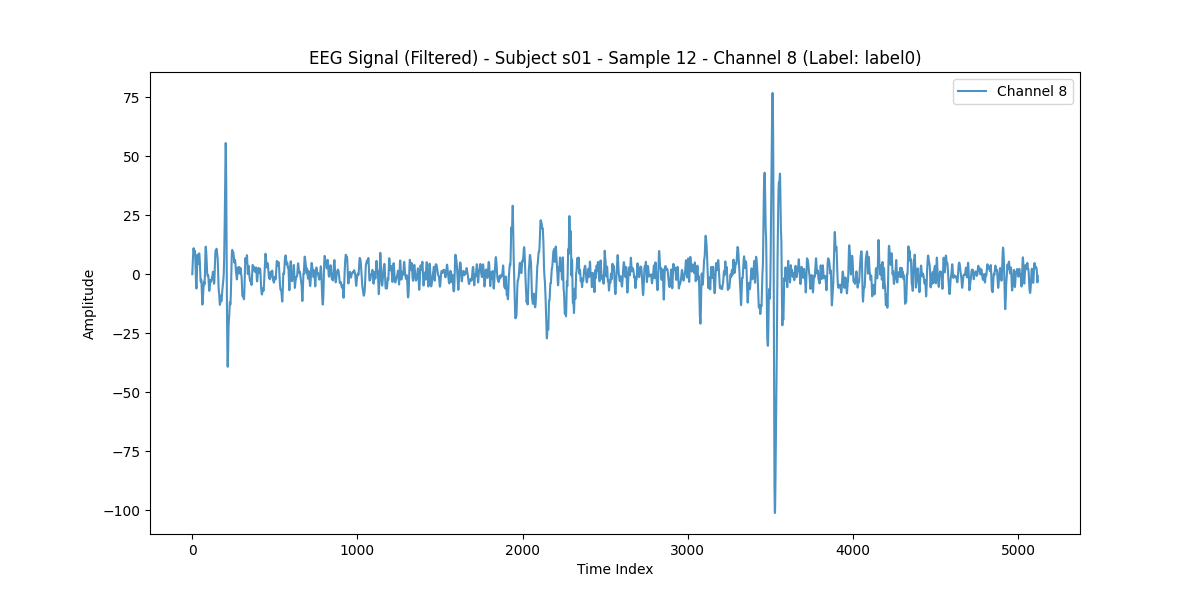 EEG Signal (Filtered) - Subject s01 - Sample 12 - Channel 8 (Label: label0)
Channel 8
75
50
25
0
−25
−50
−75
−100
Amplitude
0 1000 2000 3000 4000 5000
Time Index